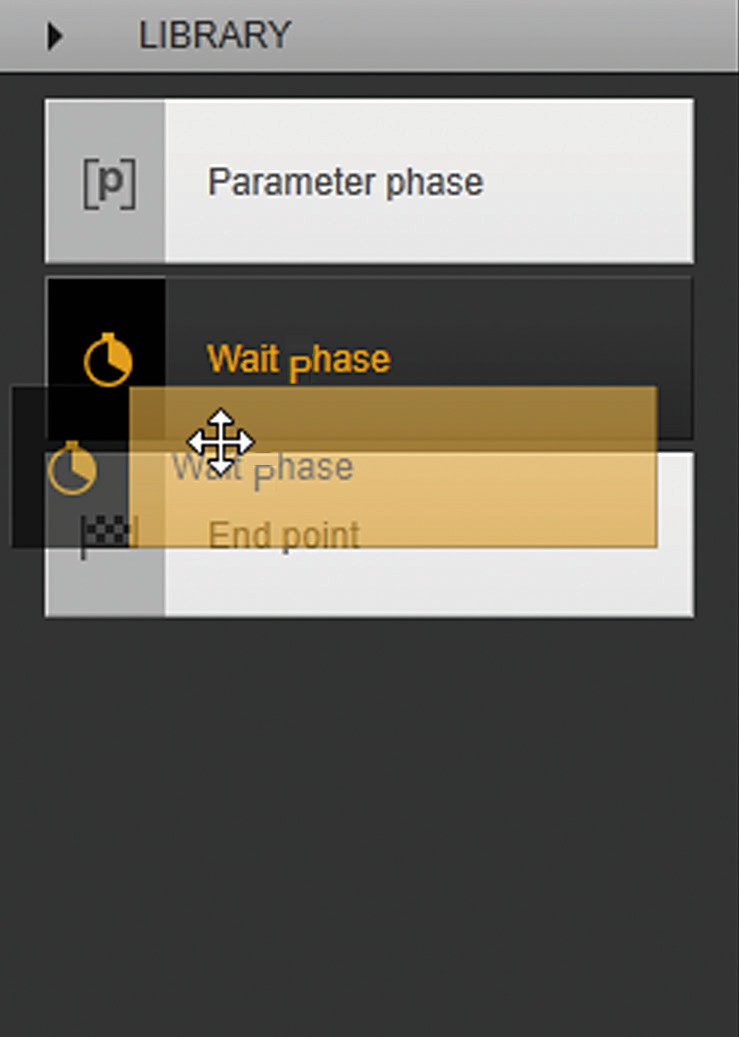 LIBRARY
[p] Parameter phase
Wait phase
Wait phase
End point